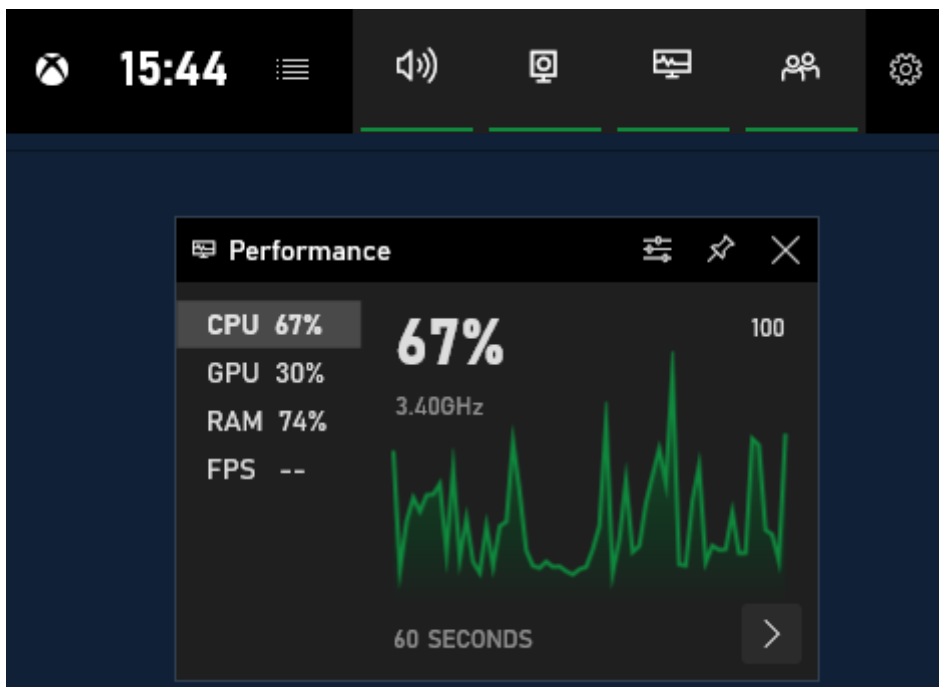 15:44
Performance
CPU 67%
GPU 30%
RAM 74%
FPS --
67%
100
3.40GHz
60 SECONDS